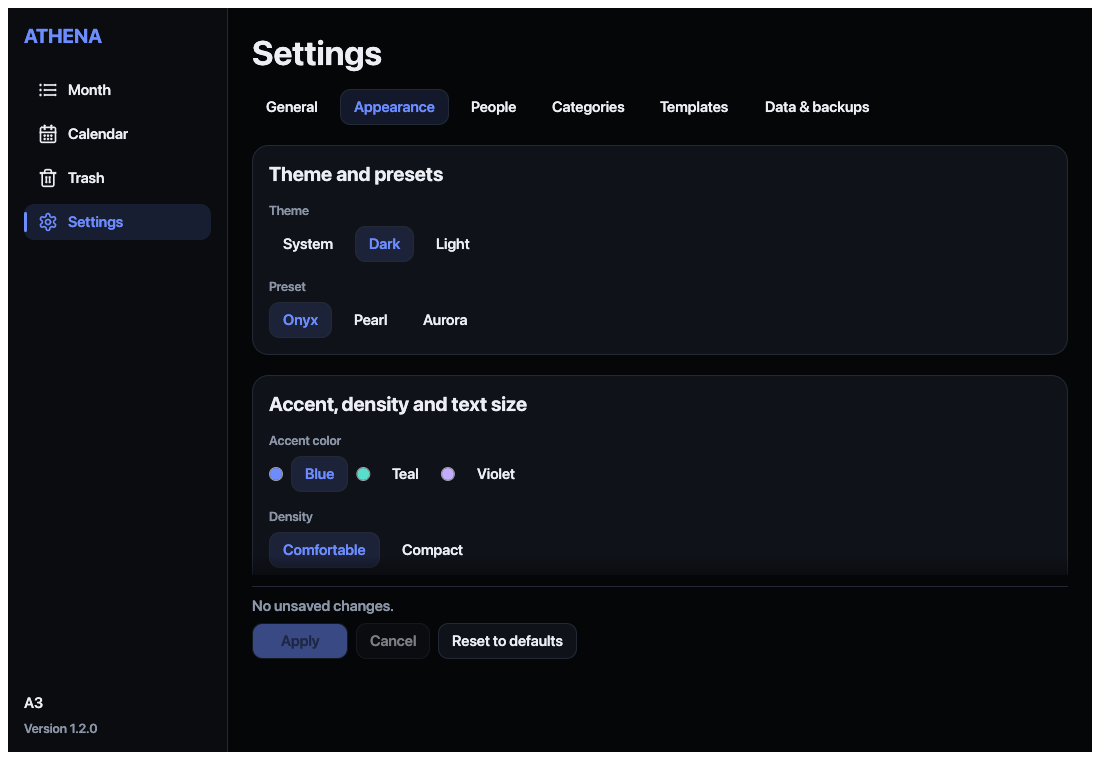 ATHENA
Month
Calendar
Trash
Settings
A3
Version 1.2.0
Settings
General Appearance People Categories Templates Data & backups
Theme and presets
Theme
System Dark Light
Preset
Onyx Pearl Aurora
Accent, density and text size
Accent color
Blue Teal Violet
Density
Comfortable Compact
No unsaved changes.
Apply Cancel Reset to defaults